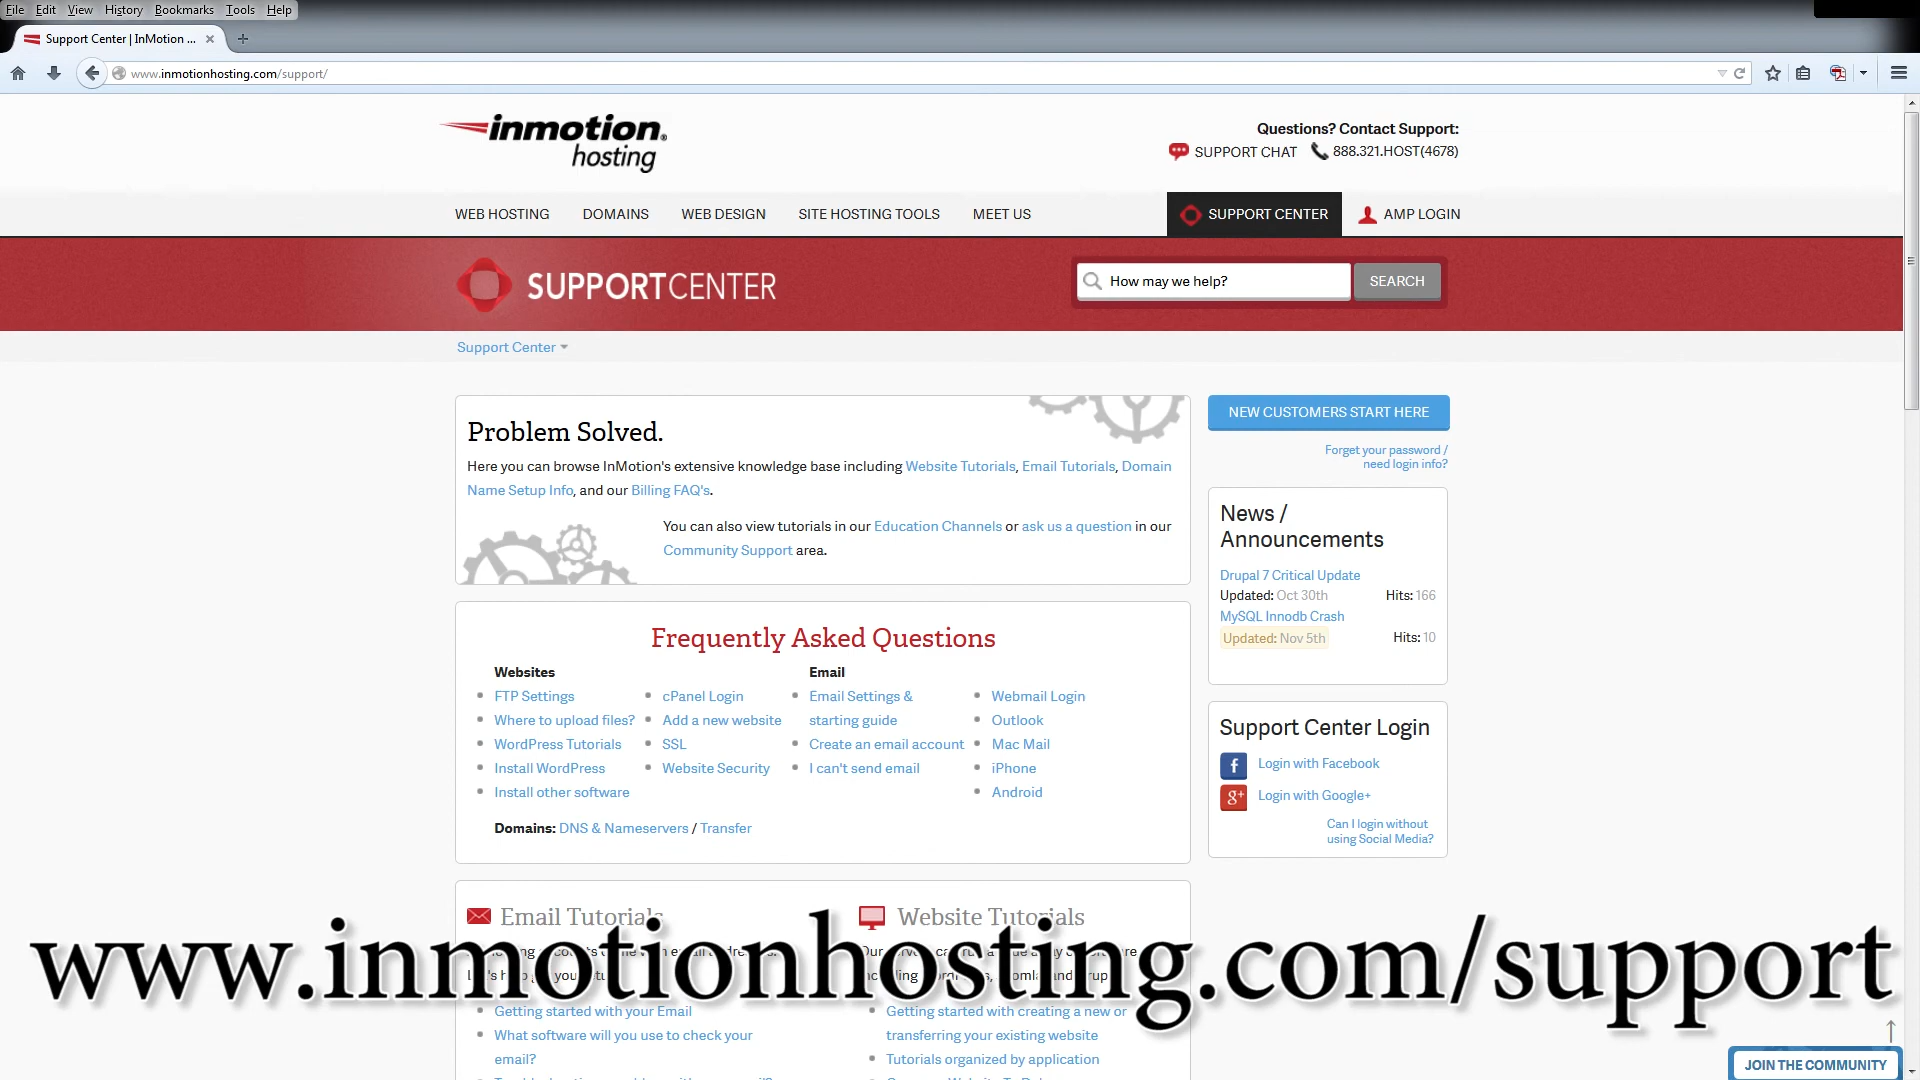 File Edit View History Bookmarks Tools Help
Support Center | InMotion ...
www.inmotionhosting.com/support/
inmotion®
hosting
Questions? Contact Support:
SUPPORT CHAT 888.321.HOST(4678)
WEB HOSTING DOMAINS WEB DESIGN SITE HOSTING TOOLS MEET US SUPPORT CENTER AMP LOGIN
SUPPORTCENTER
How may we help? SEARCH
Support Center
Problem Solved.
Here you can browse InMotion's extensive knowledge base including Website Tutorials, Email Tutorials, Domain
Name Setup Info, and our Billing FAQ's.
You can also view tutorials in our Education Channels or ask us a question in our
Community Support area.
NEW CUSTOMERS START HERE
Forget your password /
need login info?
News /
Announcements
Drupal 7 Critical Update
Updated: Oct 30th Hits: 166
MySQL Innodb Crash
Updated: Nov 5th Hits: 10
Frequently Asked Questions
Websites
FTP Settings
Where to upload files?
WordPress Tutorials
Install WordPress
Install other software
cPanel Login
Add a new website
SSL
Website Security
Email
Email Settings &
starting guide
Create an email account
I can't send email
Webmail Login
Outlook
Mac Mail
iPhone
Android
Domains: DNS & Nameservers / Transfer
Support Center Login
f Login with Facebook
g+ Login with Google+
Can I login without
using Social Media?
Email Tutorials
Getting started with your Email
What software will you use to check your
email?
Website Tutorials
Getting started with creating a new or
transferring your existing website
Tutorials organized by application
www.inmotionhosting.com/support
JOIN THE COMMUNITY